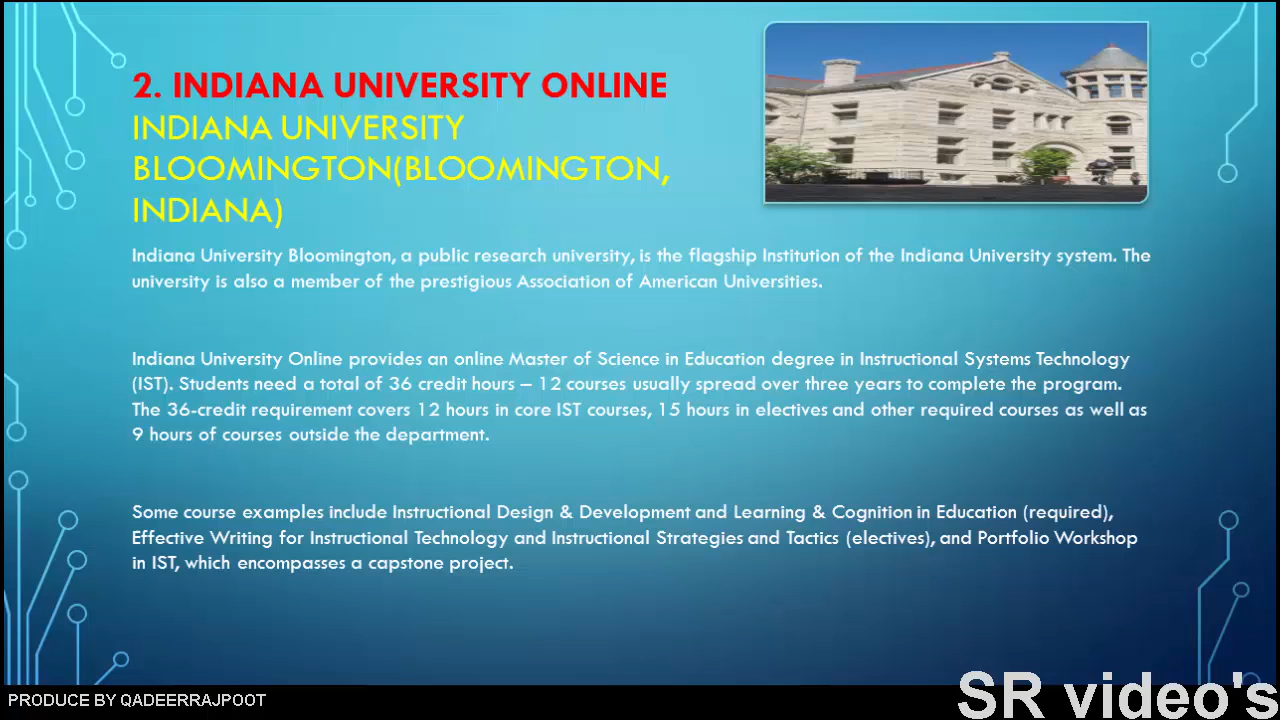 2. INDIANA UNIVERSITY ONLINE
INDIANA UNIVERSITY
BLOOMINGTON(BLOOMINGTON,
INDIANA)
Indiana University Bloomington, a public research university, is the flagship Institution of the Indiana University system. The
university is also a member of the prestigious Association of American Universities.
Indiana University Online provides an online Master of Science in Education degree in Instructional Systems Technology
(IST). Students need a total of 36 credit hours – 12 courses usually spread over three years to complete the program.
The 36-credit requirement covers 12 hours in core IST courses, 15 hours in electives and other required courses as well as
9 hours of courses outside the department.
Some course examples include Instructional Design & Development and Learning & Cognition in Education (required),
Effective Writing for Instructional Technology and Instructional Strategies and Tactics (electives), and Portfolio Workshop
in IST, which encompasses a capstone project.
PRODUCE BY QADEERRAJPOOT
SR video's